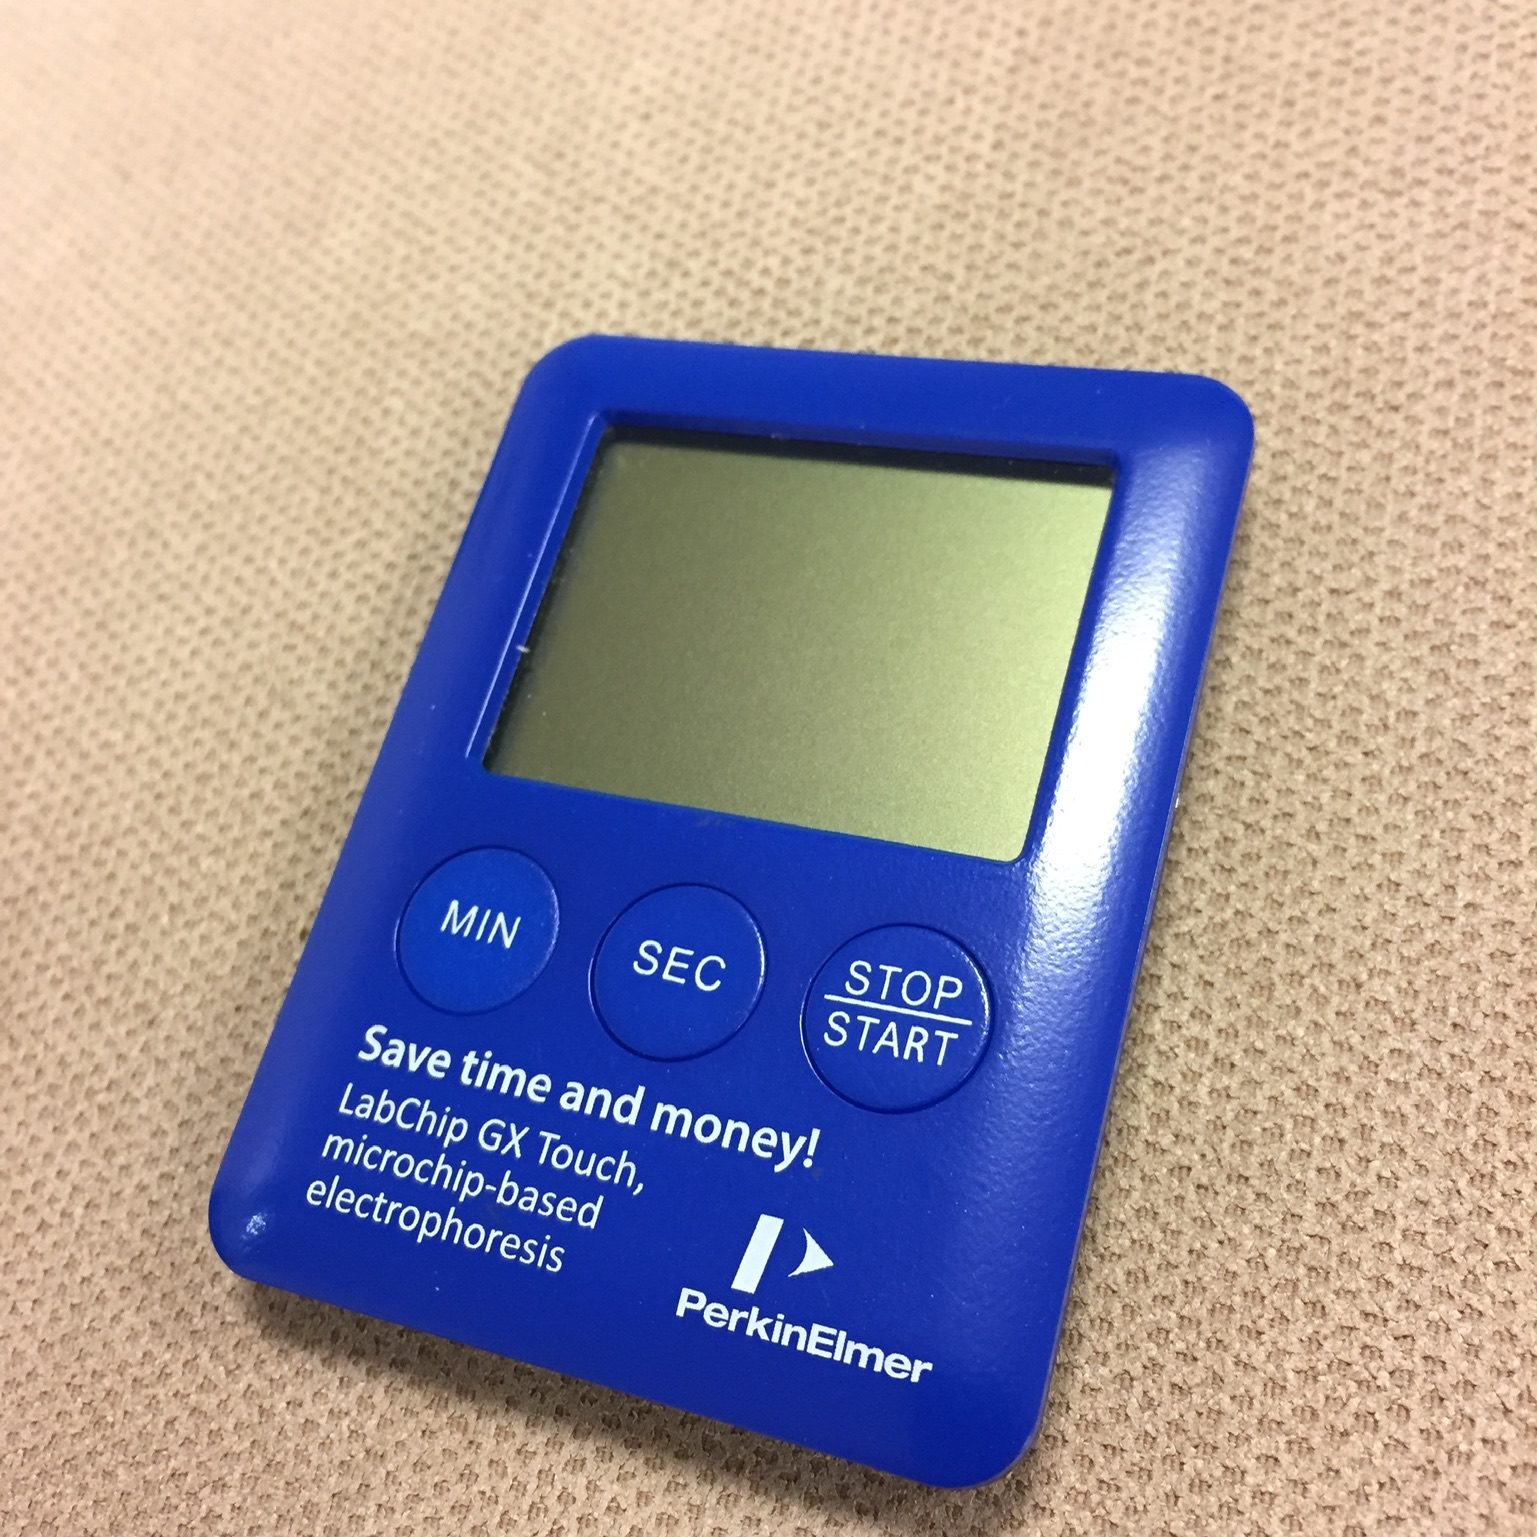 MIN
SEC
STOP
START
Save time and money!
LabChip GX Touch,
microchip-based
electrophoresis
PerkinElmer